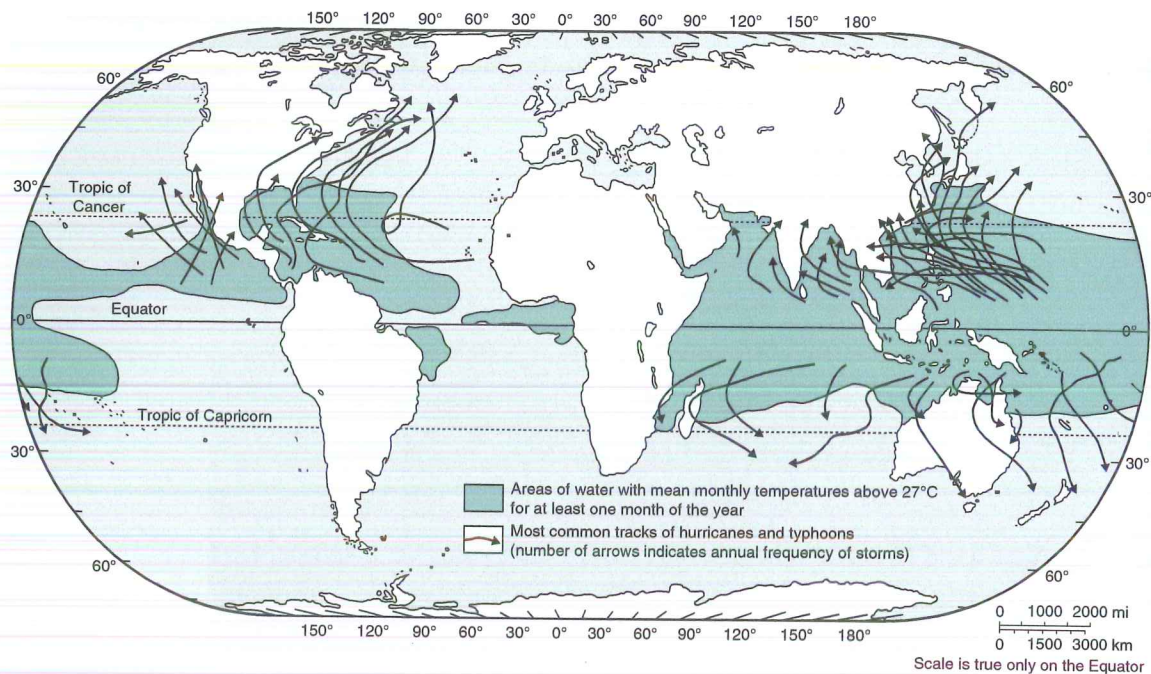 150° 120° 90° 60° 30° 0° 30° 60° 90° 120° 150° 180°
60°
60°
30°
Tropic of
Cancer
30°
Equator
0°
0°
Tropic of Capricorn
30°
30°
Areas of water with mean monthly temperatures above 27°C
for at least one month of the year
Most common tracks of hurricanes and typhoons
(number of arrows indicates annual frequency of storms)
60°
60°
150° 120° 90° 60° 30° 0° 30° 60° 90° 120° 150° 180°
0 1000 2000 mi
0 1500 3000 km
Scale is true only on the Equator